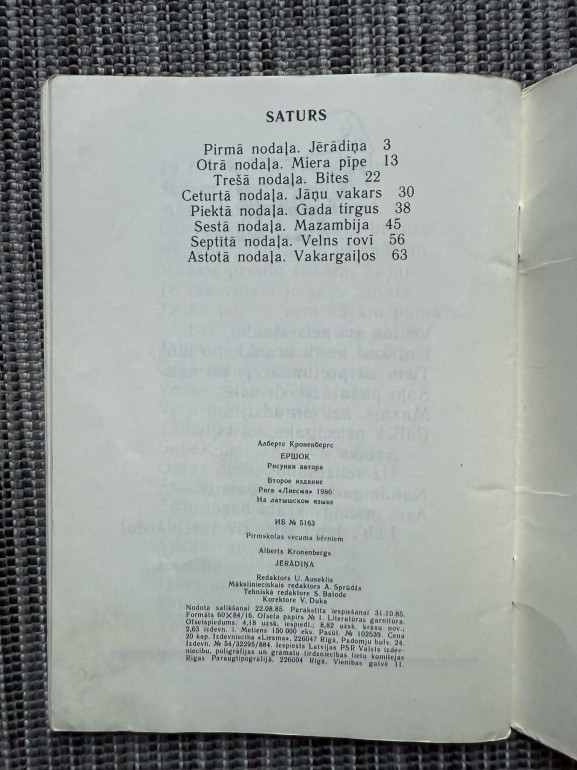 SATURS
Pirmā nodaļa. Jērādiņa 3
Otrā nodaļa. Miera pīpe 13
Trešā nodaļa. Bites 22
Ceturtā nodaļa. Jāņu vakars 30
Piektā nodaļa. Gada tirgus 38
Sestā nodaļa. Mazambija 45
Septītā nodaļa. Velns rovī 56
Astotā nodaļa. Vakargaiļos 63
Албертс Кроненбергс
ЕРШОК
Рисунки автора
Второе издание
Рига «Лиесма» 1986
На латышском языке
ИБ № 5163
Pirmskolas vecuma bērniem
Alberts Kronenbergs
JĒRĀDIŅA
Redaktors U. Auseklis
Mākslinieciskais redaktors A. Sprūdžs
Tehniskā redaktore S. Balode
Korektore V. Duka
Nodota salikšanai 22.08.85. Parakstīta iespiešanai 31.10.85.
Formāts 60×84/16. Ofseta papīrs № 1. Literatūras garnitūra.
Ofsetspiedums. 4,18 uzsk. iespiedl.; 8,82 uzsk. krāsu nov.;
2,63 izdevn. l. Metiens 150 000 eks. Pasūt. № 102539. Cena
20 kap. Izdevniecība «Liesma», 226047 Rīgā, Padomju bulv. 24.
Izdevn. № 54/32295/884. Iespiests Latvijas PSR Valsts izdev-
niecību, poligrāfijas un grāmatu tirdzniecības lietu komitejas
Rīgas Paraugtipogrāfijā, 226004 Rīgā, Vienības gatvē 11.